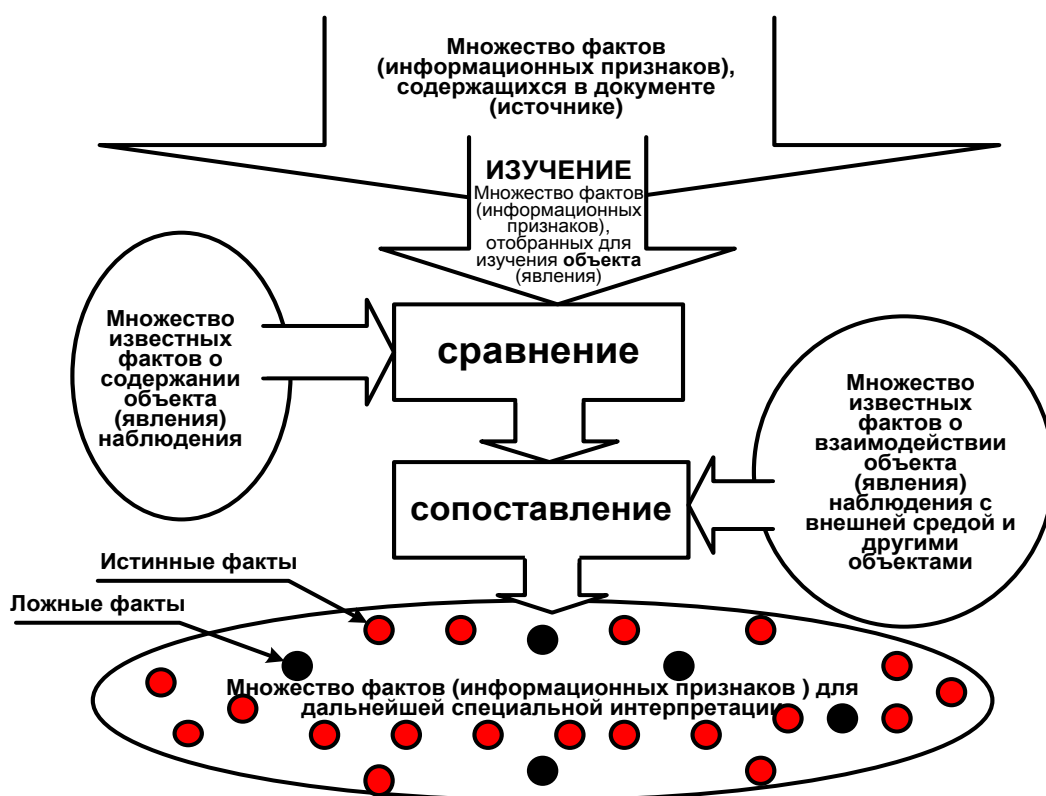 Множество фактов
(информационных признаков),
содержащихся в документе
(источнике)
ИЗУЧЕНИЕ
Множество фактов
(информационных
признаков),
отобранных для
изучения объекта
(явления)
Множество
известных
фактов о
содержании
объекта
(явления)
наблюдения
сравнение
Множество
известных
фактов о
взаимодействии
объекта
(явления)
наблюдения с
внешней средой и
другими
объектами
сопоставление
Истинные факты
Ложные факты
Множество фактов (информационных признаков ) для
дальнейшей специальной интерпретации